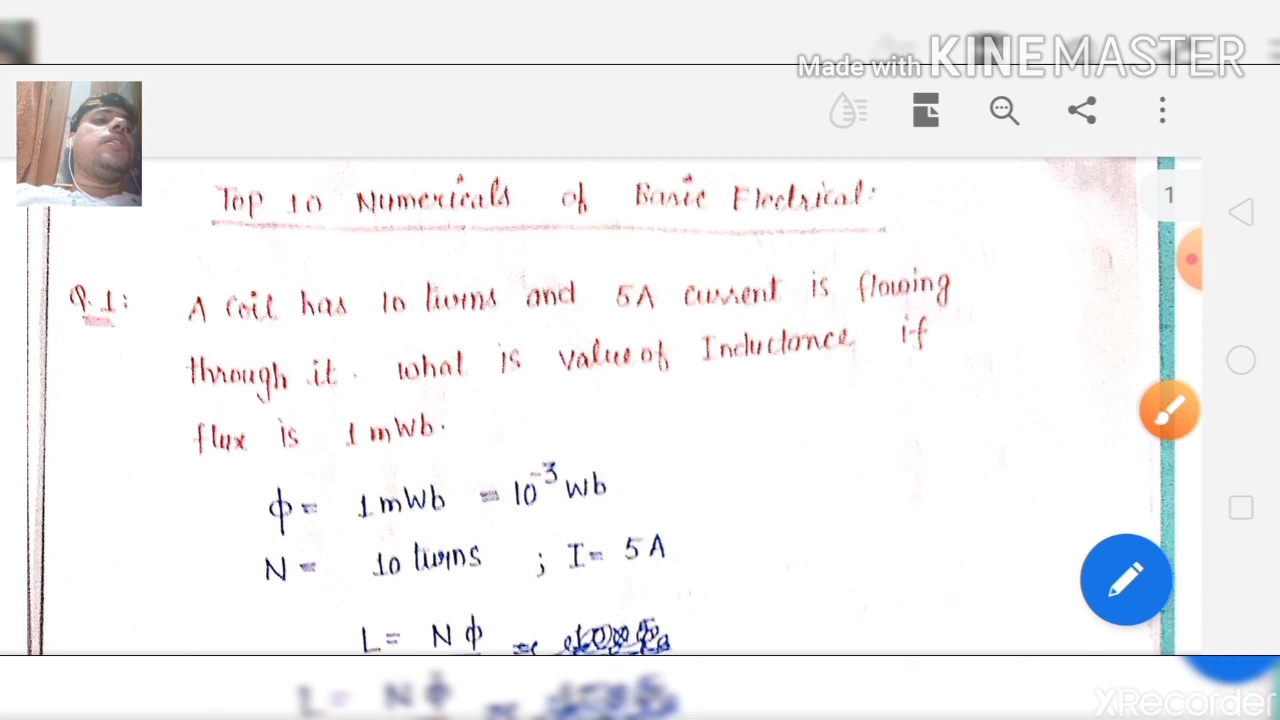 Made with KINEMASTER
1
Top 10 Numericals of Basic Electrical:
Q.1: A coil has 10 turns and 5A current is flowing
through it. what is value of Inductance, if
flux is 1 mWb.
ϕ = 1 mWb = 10⁻³ Wb
N = 10 turns ; I = 5 A
L = N ϕ =
L = N ϕ =
XRecorder